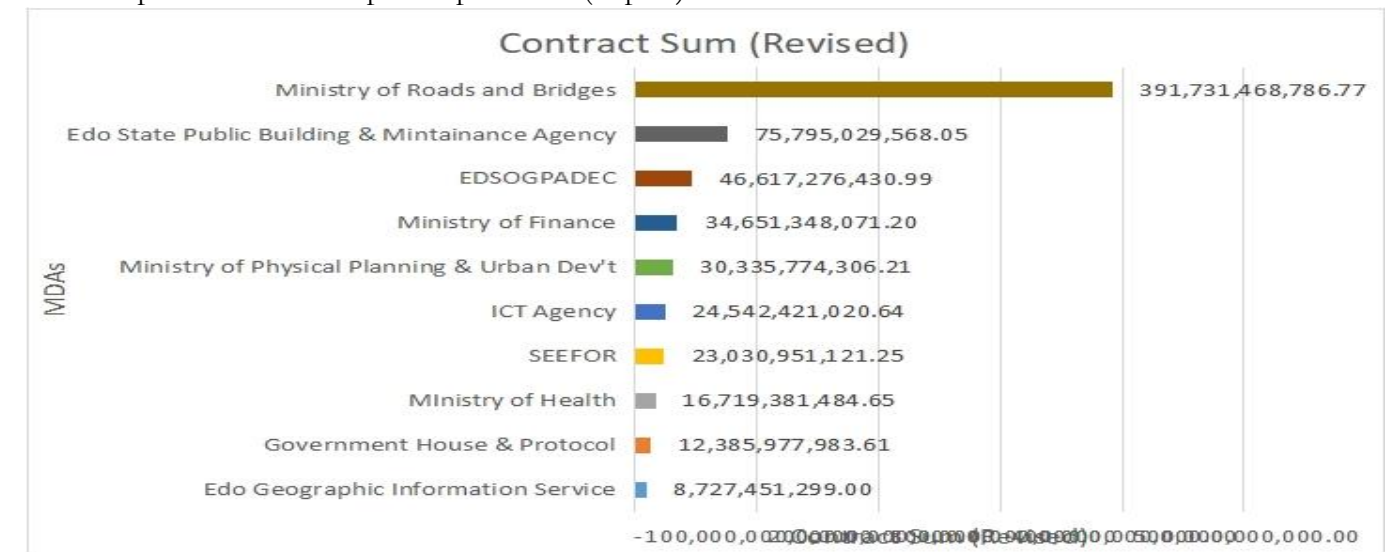 Contract Sum (Revised)
Ministry of Roads and Bridges 391,731,468,786.77
Edo State Public Building & Mintainance Agency 75,795,029,568.05
EDSOGPADEC 46,617,276,430.99
Ministry of Finance 34,651,348,071.20
Ministry of Physical Planning & Urban Dev't 30,335,774,306.21
ICT Agency 24,542,421,020.64
SEEFOR 23,030,951,121.25
MInistry of Health 16,719,381,484.65
Government House & Protocol 12,385,977,983.61
Edo Geographic Information Service 8,727,451,299.00
MDAs
Contract Sum (Revised)